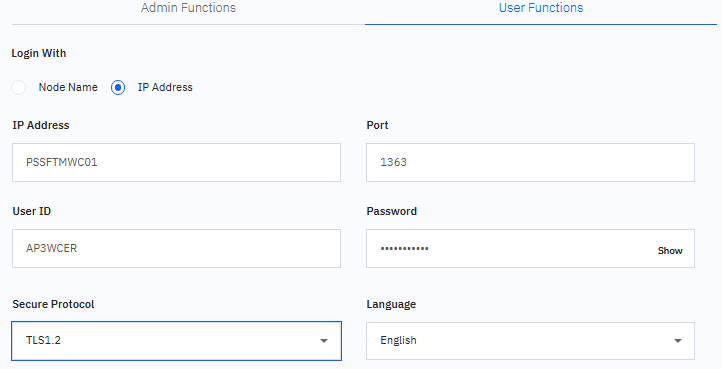 Admin Functions User Functions
Login With
Node Name IP Address
IP Address Port
PSSFTMWC01 1363
User ID Password
AP3WCER ••••••••••• Show
Secure Protocol Language
TLS1.2 English